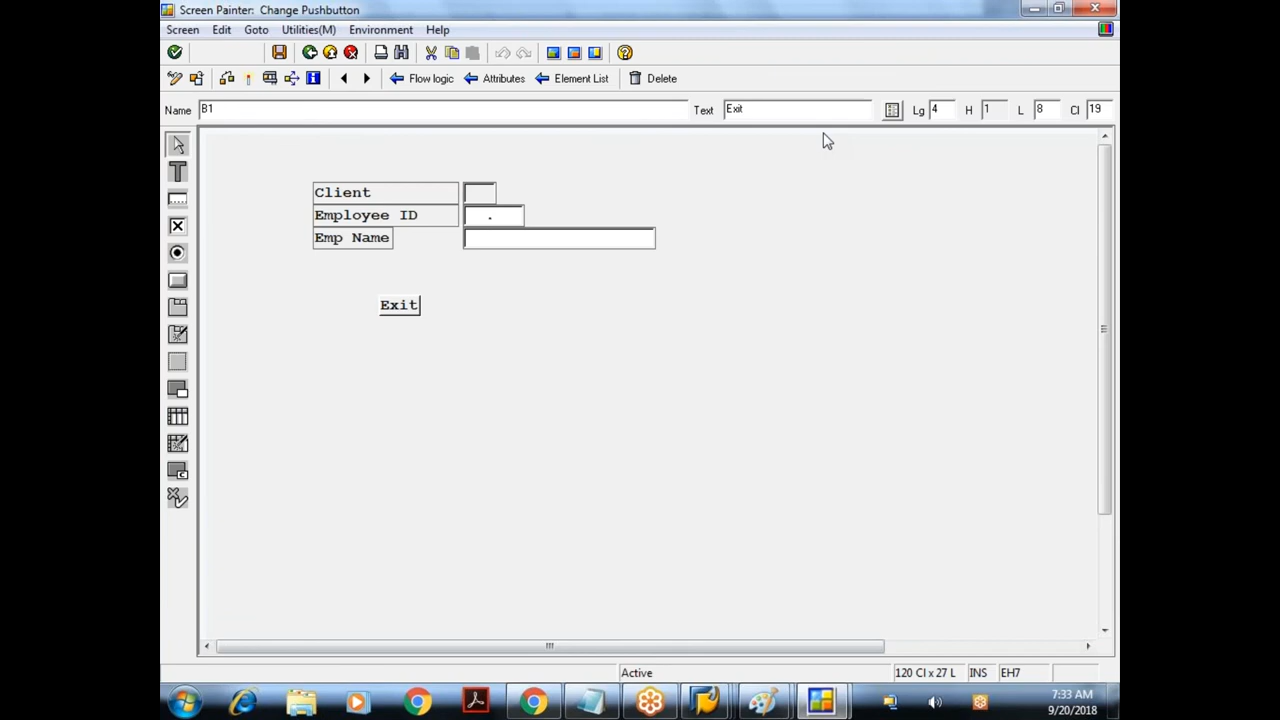 Screen Painter: Change Pushbutton
Screen Edit Goto Utilities(M) Environment Help
Flow logic Attributes Element List Delete
Name B1 Text Exit Lg 4 H 1 L 8 Cl 19
Client
Employee ID .
Emp Name
Exit
Active 120 Cl x 27 L INS EH7
7:33 AM
9/20/2018